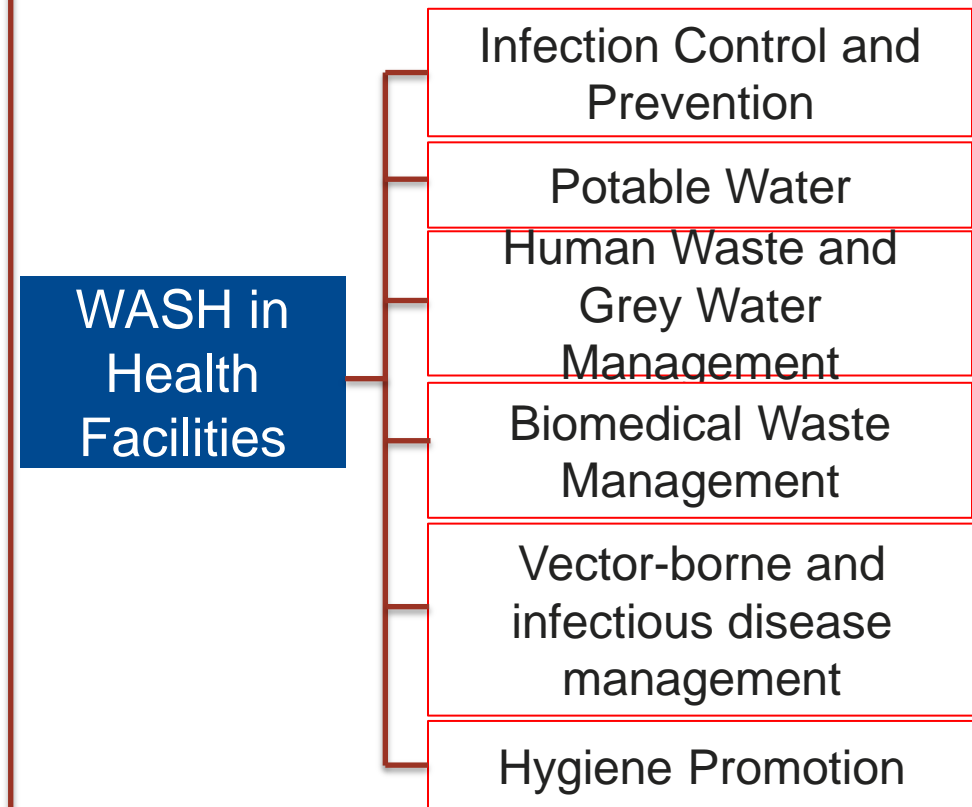 WASH in
Health
Facilities
Infection Control and
Prevention
Potable Water
Human Waste and
Grey Water
Management
Biomedical Waste
Management
Vector-borne and
infectious disease
management
Hygiene Promotion